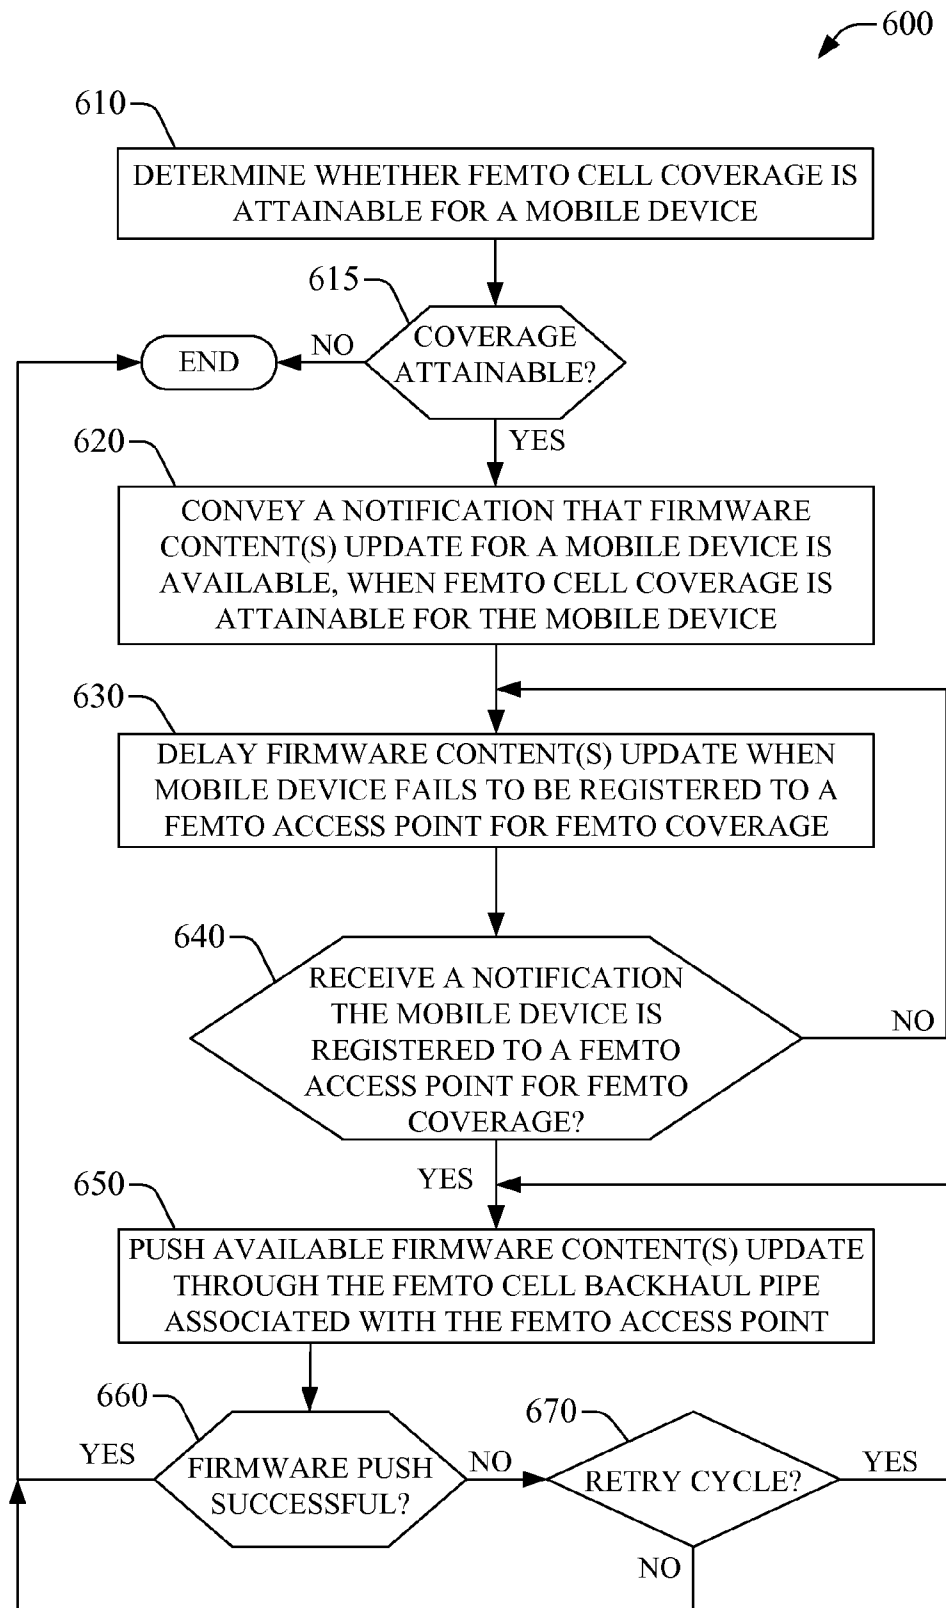 600
610
DETERMINE WHETHER FEMTO CELL COVERAGE IS
ATTAINABLE FOR A MOBILE DEVICE
615
COVERAGE
ATTAINABLE?
NO
END
YES
620
CONVEY A NOTIFICATION THAT FIRMWARE
CONTENT(S) UPDATE FOR A MOBILE DEVICE IS
AVAILABLE, WHEN FEMTO CELL COVERAGE IS
ATTAINABLE FOR THE MOBILE DEVICE
630
DELAY FIRMWARE CONTENT(S) UPDATE WHEN
MOBILE DEVICE FAILS TO BE REGISTERED TO A
FEMTO ACCESS POINT FOR FEMTO COVERAGE
640
RECEIVE A NOTIFICATION
THE MOBILE DEVICE IS
REGISTERED TO A FEMTO
ACCESS POINT FOR FEMTO
COVERAGE?
NO
YES
650
PUSH AVAILABLE FIRMWARE CONTENT(S) UPDATE
THROUGH THE FEMTO CELL BACKHAUL PIPE
ASSOCIATED WITH THE FEMTO ACCESS POINT
660
YES
FIRMWARE PUSH
SUCCESSFUL?
NO
670
RETRY CYCLE?
YES
NO